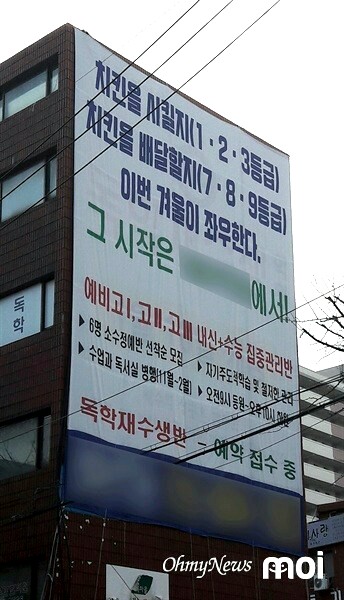 치킨을 시킬지(1·2·3등급)
치킨을 배달할지(7·8·9등급)
이번 겨울이 좌우한다.
그 시작은 에서!
예비고Ⅰ,고Ⅱ,고Ⅲ 내신+수능 집중관리반
▶ 6명 소수정예반 선착순 모집
▶ 자기주도학습 및 철저한 관리
▶ 수업과 독서실 병행(11월~2월)
▶ 오전9시 등원~오후10시 하원
독학재수생반 - 예약 접수 중
독학
OhmyNews
moi